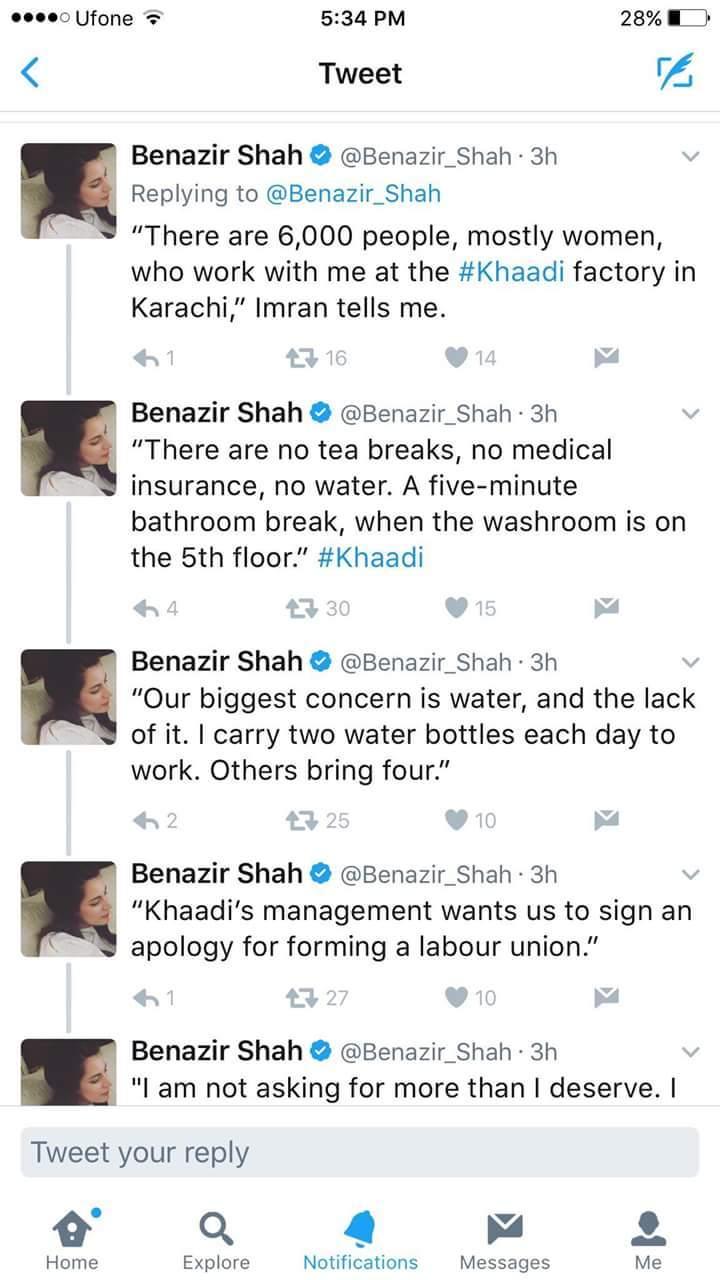 Ufone 5:34 PM 28%
Tweet
Benazir Shah @Benazir_Shah · 3h
Replying to @Benazir_Shah
“There are 6,000 people, mostly women,
who work with me at the #Khaadi factory in
Karachi,” Imran tells me.
1 16 14
Benazir Shah @Benazir_Shah · 3h
“There are no tea breaks, no medical
insurance, no water. A five-minute
bathroom break, when the washroom is on
the 5th floor.” #Khaadi
4 30 15
Benazir Shah @Benazir_Shah · 3h
“Our biggest concern is water, and the lack
of it. I carry two water bottles each day to
work. Others bring four.”
2 25 10
Benazir Shah @Benazir_Shah · 3h
“Khaadi’s management wants us to sign an
apology for forming a labour union.”
1 27 10
Benazir Shah @Benazir_Shah · 3h
"I am not asking for more than I deserve. I
Tweet your reply
Home Explore Notifications Messages Me